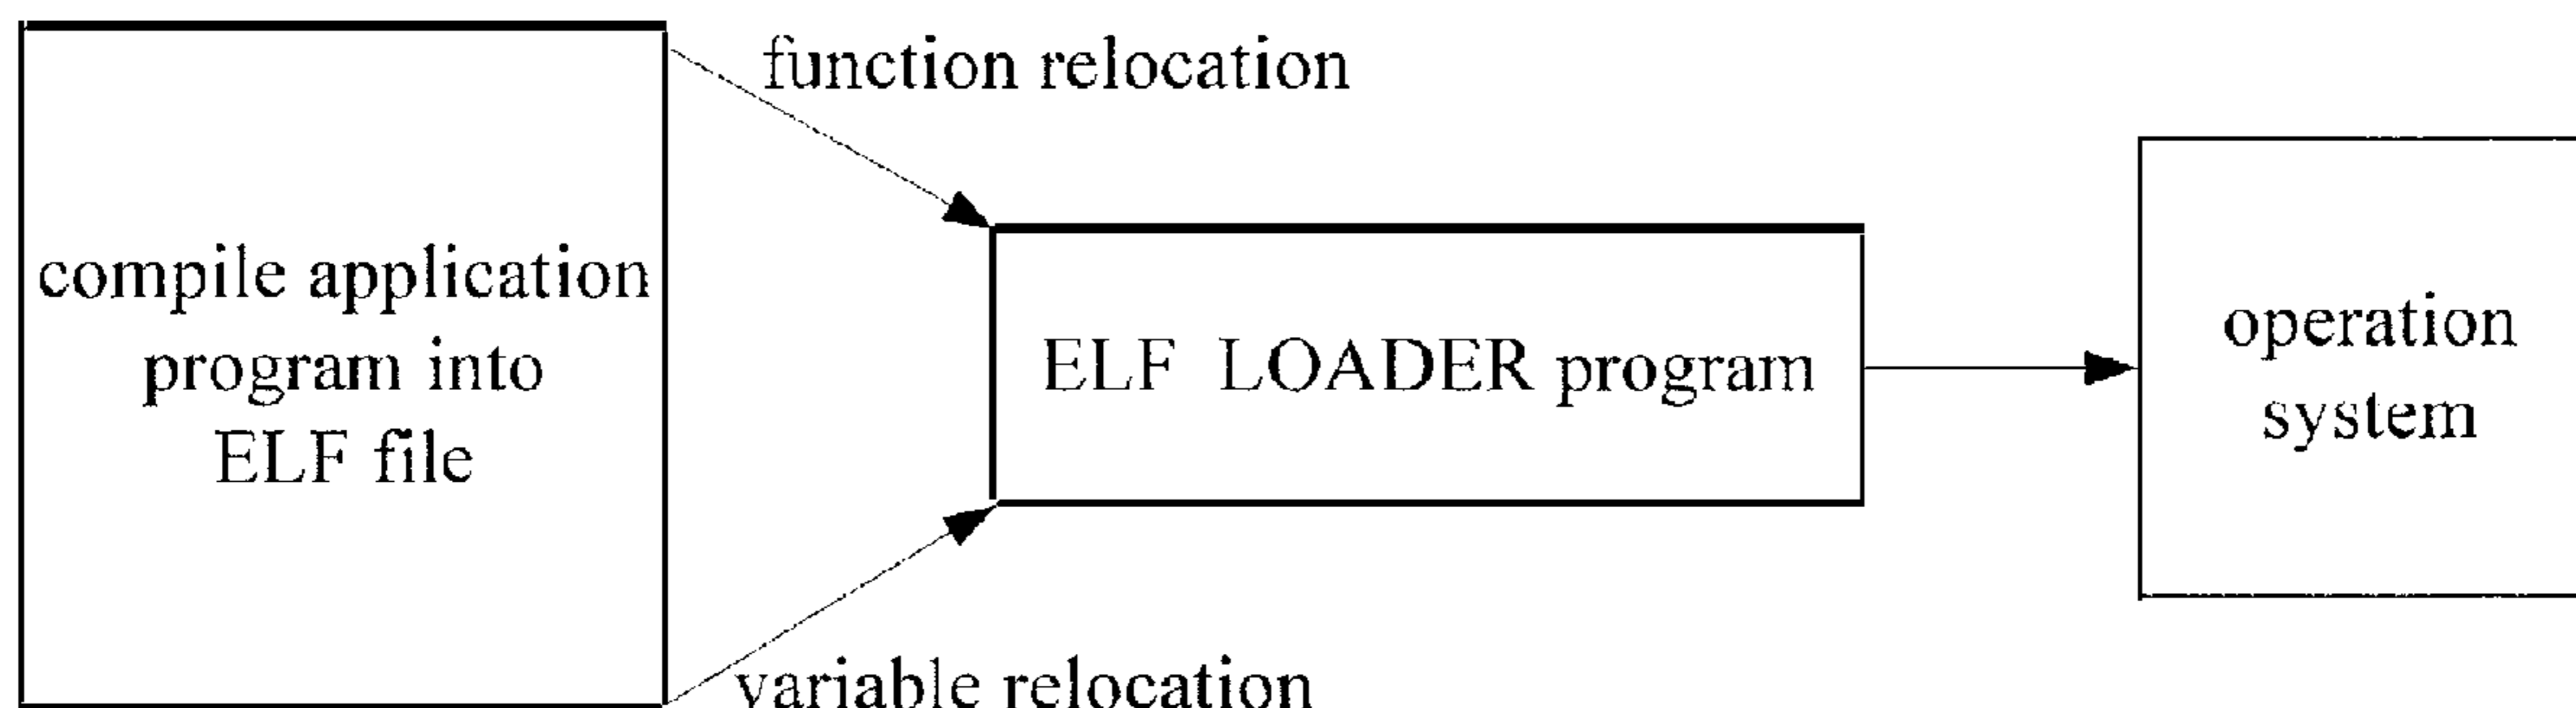 function relocation
compile application
program into
ELF file
ELF LOADER program
operation
system
variable relocation